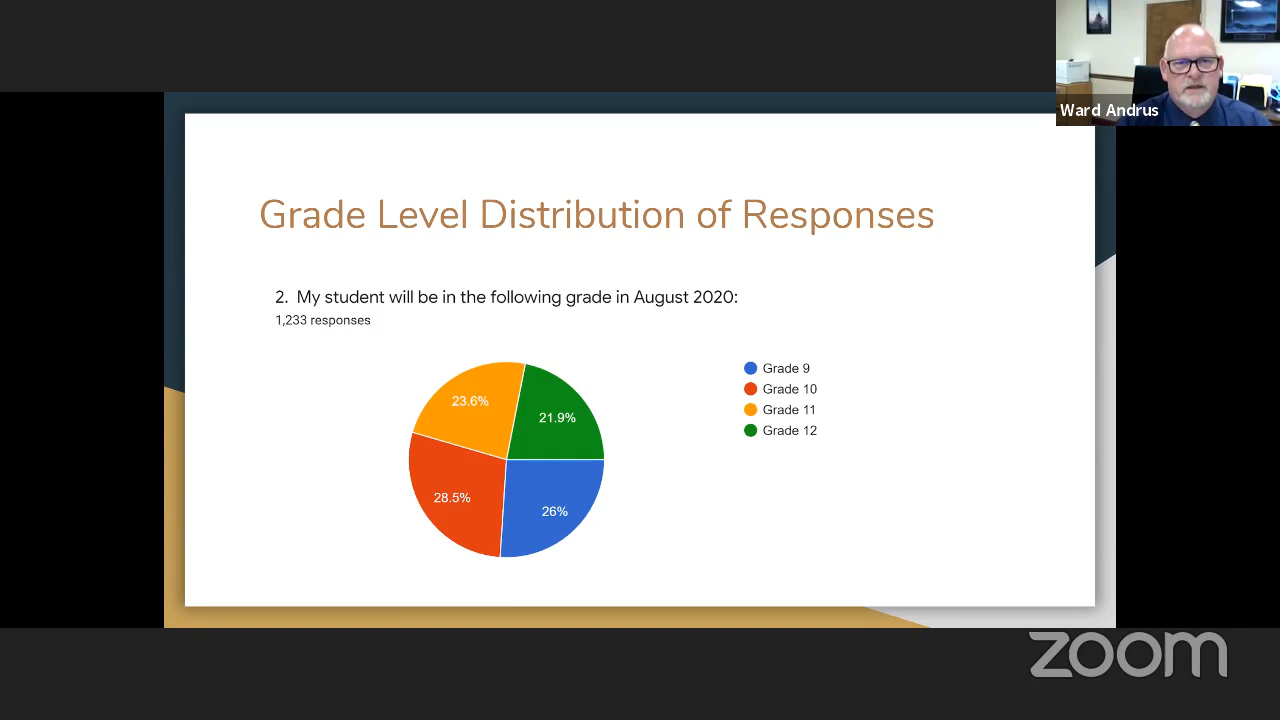 Ward Andrus
Grade Level Distribution of Responses
2. My student will be in the following grade in August 2020:
1,233 responses
23.6%
21.9%
28.5%
26%
Grade 9
Grade 10
Grade 11
Grade 12
zoom